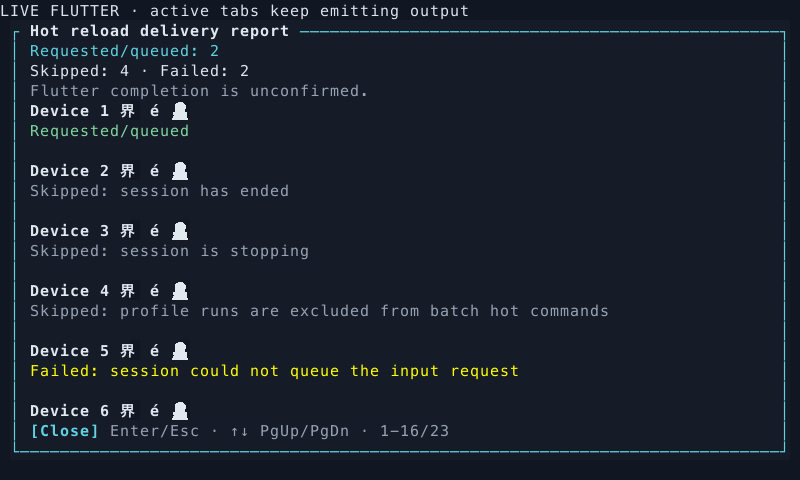 LIVE FLUTTER · active tabs keep emitting output
Hot reload delivery report
Requested/queued: 2
Skipped: 4 · Failed: 2
Flutter completion is unconfirmed.
Device 1 界 é 👤
Requested/queued
Device 2 界 é 👤
Skipped: session has ended
Device 3 界 é 👤
Skipped: session is stopping
Device 4 界 é 👤
Skipped: profile runs are excluded from batch hot commands
Device 5 界 é 👤
Failed: session could not queue the input request
Device 6 界 é 👤
[Close] Enter/Esc · ↑↓ PgUp/PgDn · 1–16/23